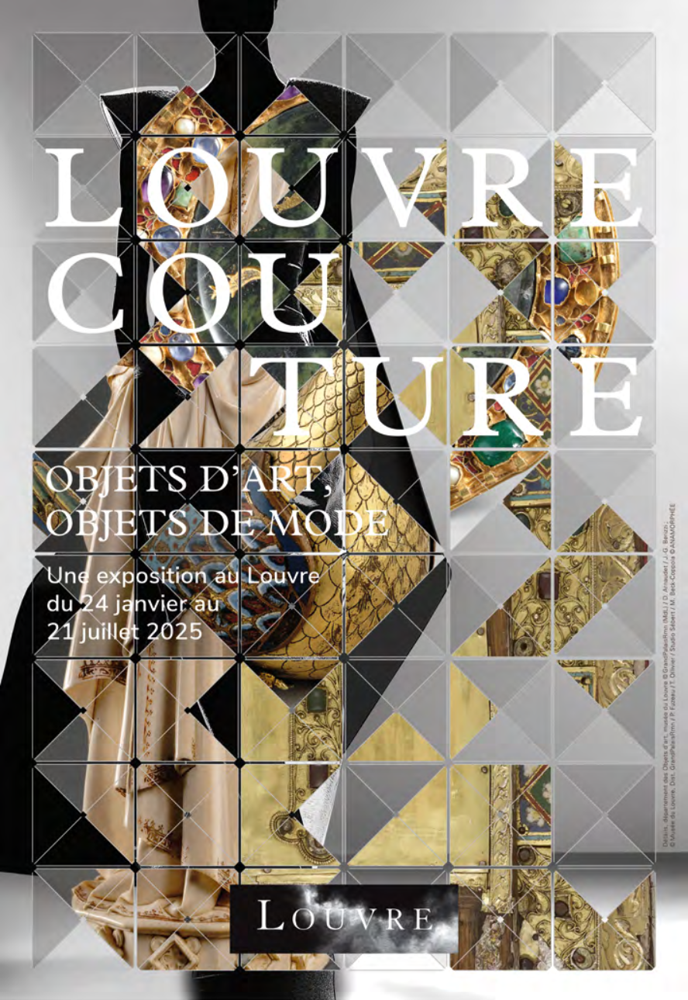 LOUVRE
COU
TURE
OBJETS D'ART,
OBJETS DE MODE
Une exposition au Louvre
du 24 janvier au
21 juillet 2025
LOUVRE
Détails, département des Objets d'art, musée du Louvre © GrandPalaisRmn (MdL) / D. Arnaudet / J.-G. Berizzi ;
© Musée du Louvre, Dist. GrandPalaisRmn / P. Fuzeau / T. Ollivier / Studio Sébert / M. Beck-Coppola © ANAMORPHÉE